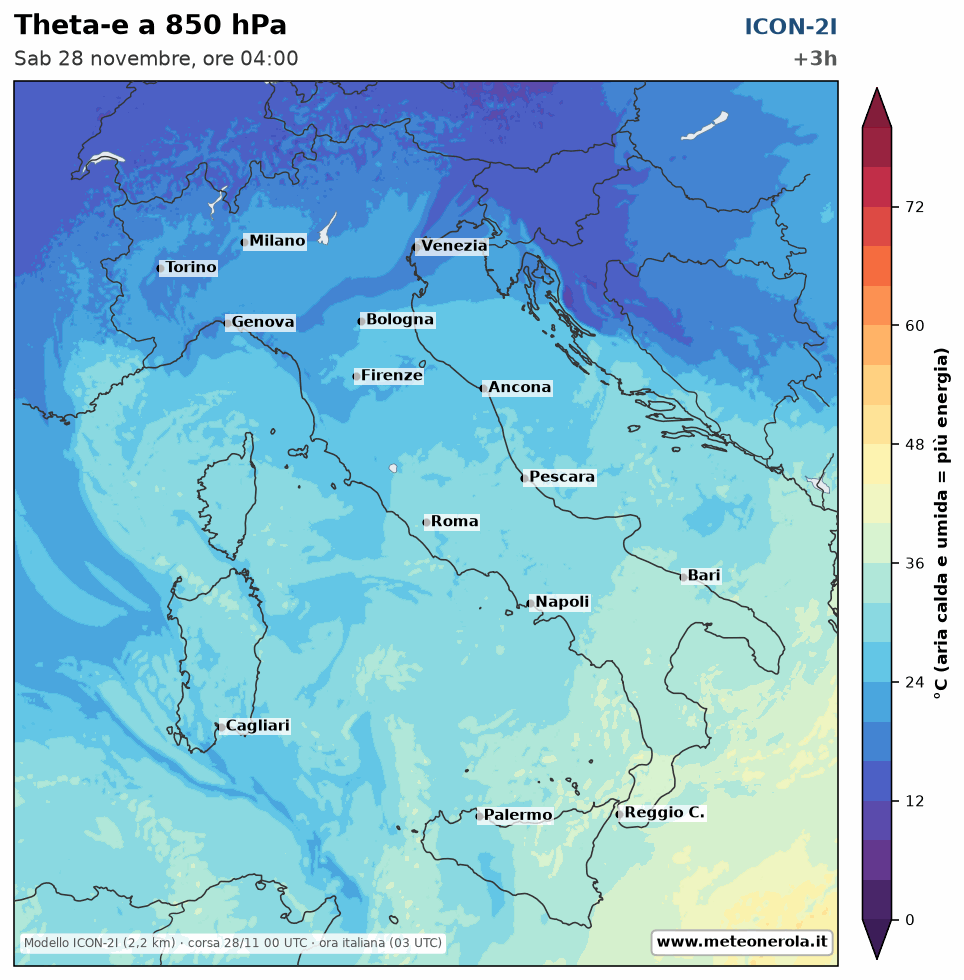 Theta-e a 850 hPa
ICON-2I
Sab 28 novembre, ore 04:00
+3h
Milano
Venezia
Torino
Genova
Bologna
Firenze
Ancona
Pescara
Roma
Bari
Napoli
Cagliari
Palermo
Reggio C.
72
60
48
36
24
12
0
°C (aria calda e umida = più energia)
Modello ICON-2I (2,2 km) · corsa 28/11 00 UTC · ora italiana (03 UTC)
www.meteonerola.it